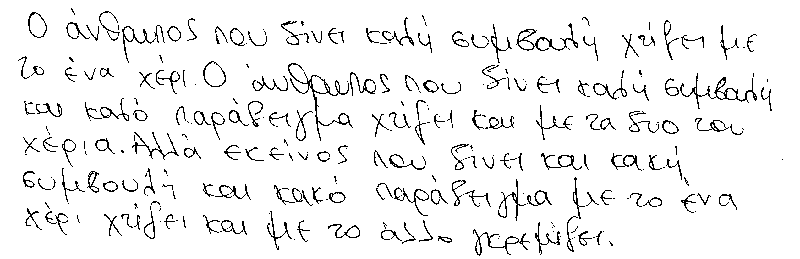 Ο άνθρωπος που δίνει καλή συμβουλή χτίζει με
το ένα χέρι. Ο άνθρωπος που δίνει καλή συμβουλή
και καλό παράδειγμα χτίζει και με τα δυο του
χέρια. Αλλά εκείνος που δίνει και κακή
συμβουλή και κακό παράδειγμα με το ένα
χέρι χτίζει και με το άλλο γκρεμίζει.